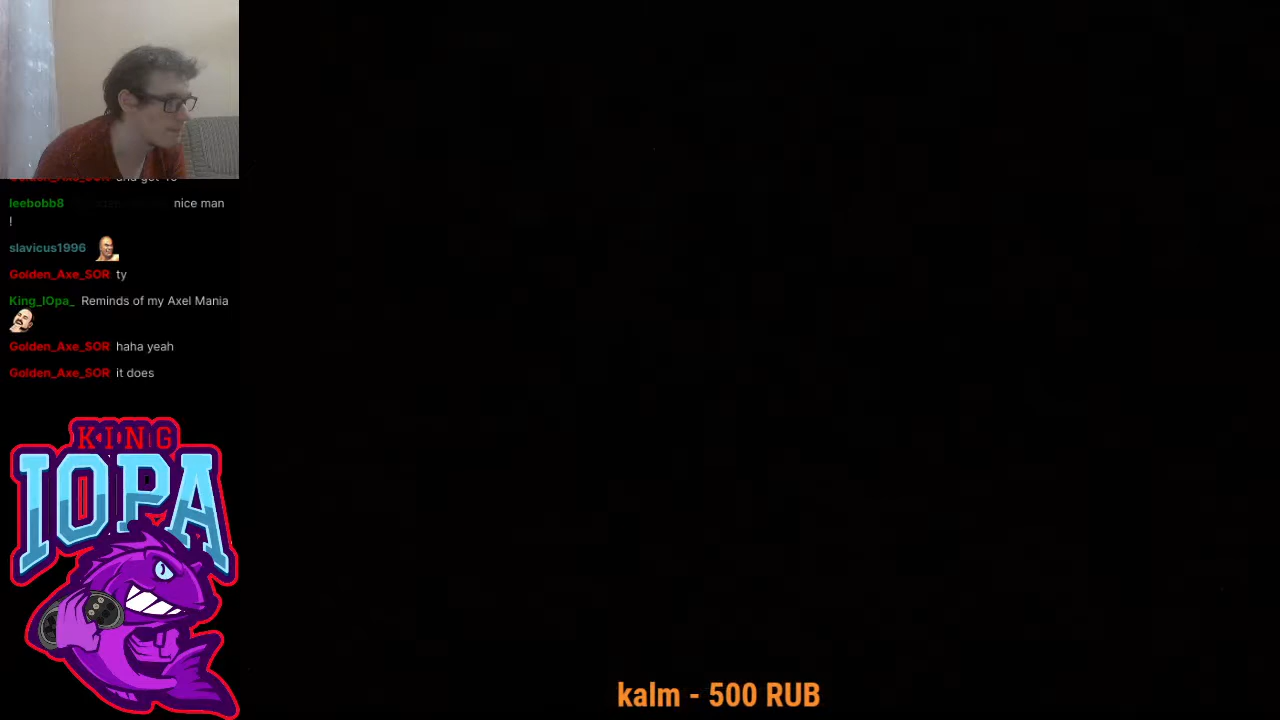 leebobb8 nice man
!
slavicus1996
Golden_Axe_SOR ty
King_IOpa_ Reminds of my Axel Mania
Golden_Axe_SOR haha yeah
Golden_Axe_SOR it does
KING
IOPA
kalm - 500 RUB